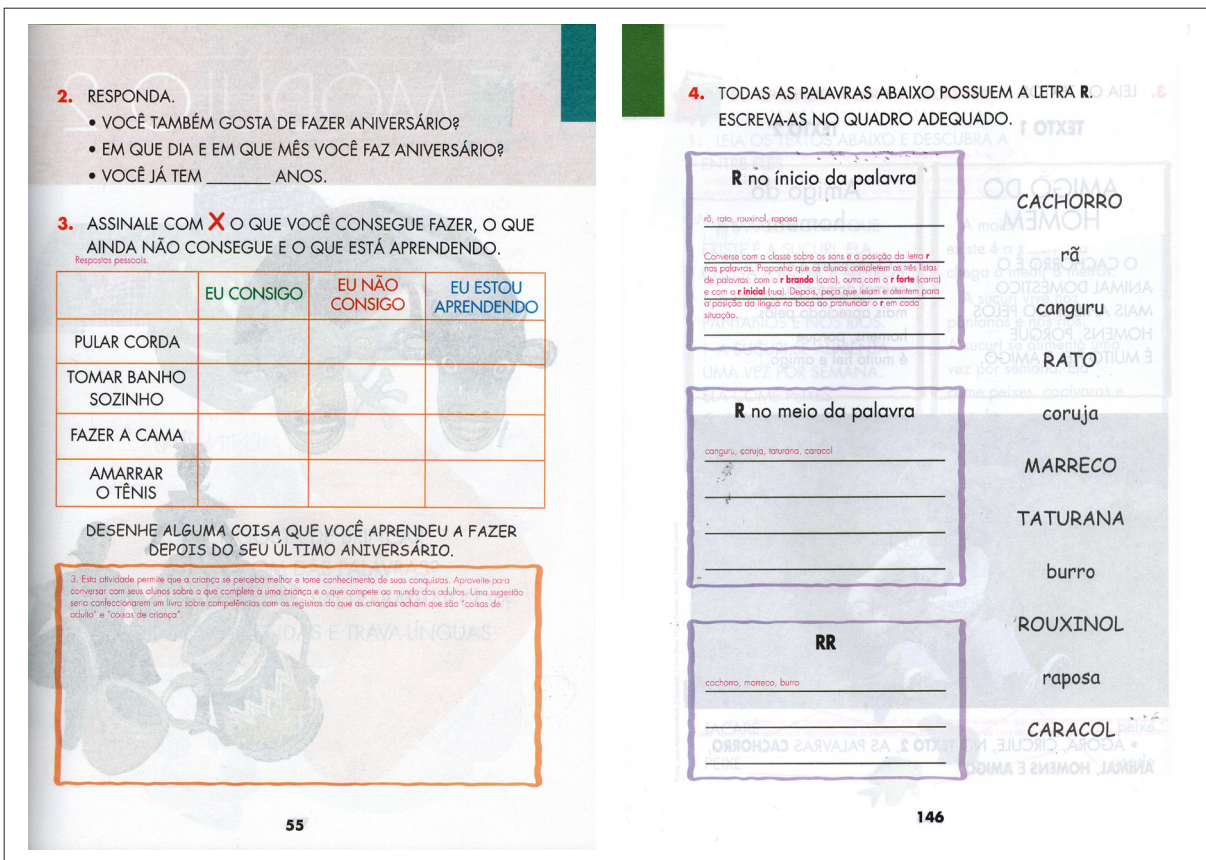 2. RESPONDA.
• VOCÊ TAMBÉM GOSTA DE FAZER ANIVERSÁRIO?
• EM QUE DIA E EM QUE MÊS VOCÊ FAZ ANIVERSÁRIO?
• VOCÊ JÁ TEM _______ ANOS.
3. ASSINALE COM X O QUE VOCÊ CONSEGUE FAZER, O QUE
AINDA NÃO CONSEGUE E O QUE ESTÁ APRENDENDO.
Respostas pessoais.
EU CONSIGO
EU NÃO
CONSIGO
EU ESTOU
APRENDENDO
PULAR CORDA
TOMAR BANHO
SOZINHO
FAZER A CAMA
AMARRAR
O TÊNIS
DESENHE ALGUMA COISA QUE VOCÊ APRENDEU A FAZER
DEPOIS DO SEU ÚLTIMO ANIVERSÁRIO.
3. Esta atividade permite que a criança se perceba melhor e tome conhecimento de suas conquistas. Aproveite para
conversar com seus alunos sobre o que complete a uma criança e o que compete ao mundo dos adultos. Uma sugestão
seria confeccionarem um livro sobre competências com os registros do que as crianças acham que são "coisas de
adulto" e "coisas de criança".
55
4. TODAS AS PALAVRAS ABAIXO POSSUEM A LETRA R.
ESCREVA-AS NO QUADRO ADEQUADO.
R no ínicio da palavra
rã, rato, rouxinol, raposa
Converse com a classe sobre os sons e a posição da letra r
nas palavras. Proponha que os alunos completem as três listas
de palavras: com o r brando (caro), outra com o r forte (carro)
e com o r inicial (rua). Depois, peça que leiam e atentem para
a posição da língua na boca ao pronunciar o r em cada
situação.
R no meio da palavra
canguru, coruja, taturana, caracol
RR
cachorro, marreco, burro
CACHORRO
rã
canguru
RATO
coruja
MARRECO
TATURANA
burro
ROUXINOL
raposa
CARACOL
146